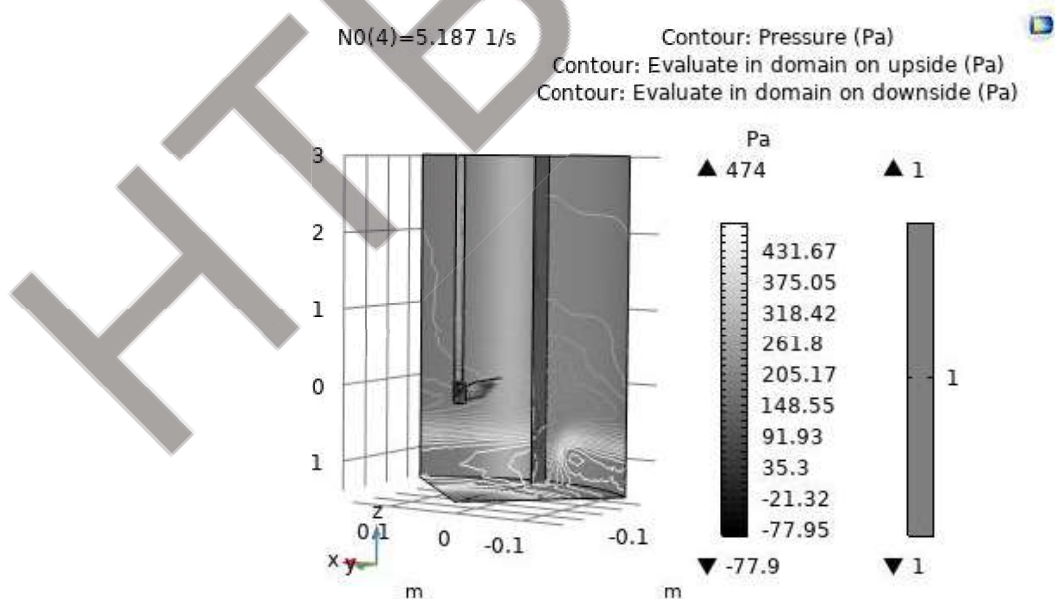 HTB
N0(4)=5.187 1/s
Contour: Pressure (Pa)
Contour: Evaluate in domain on upside (Pa)
Contour: Evaluate in domain on downside (Pa)
Pa
▲ 474
▲ 1
3
2
1
0
1
431.67
375.05
318.42
261.8
205.17
148.55
91.93
35.3
-21.32
-77.95
1
▼ -77.9
▼ 1
z
x
y
0.1
0
-0.1
-0.1
m
m